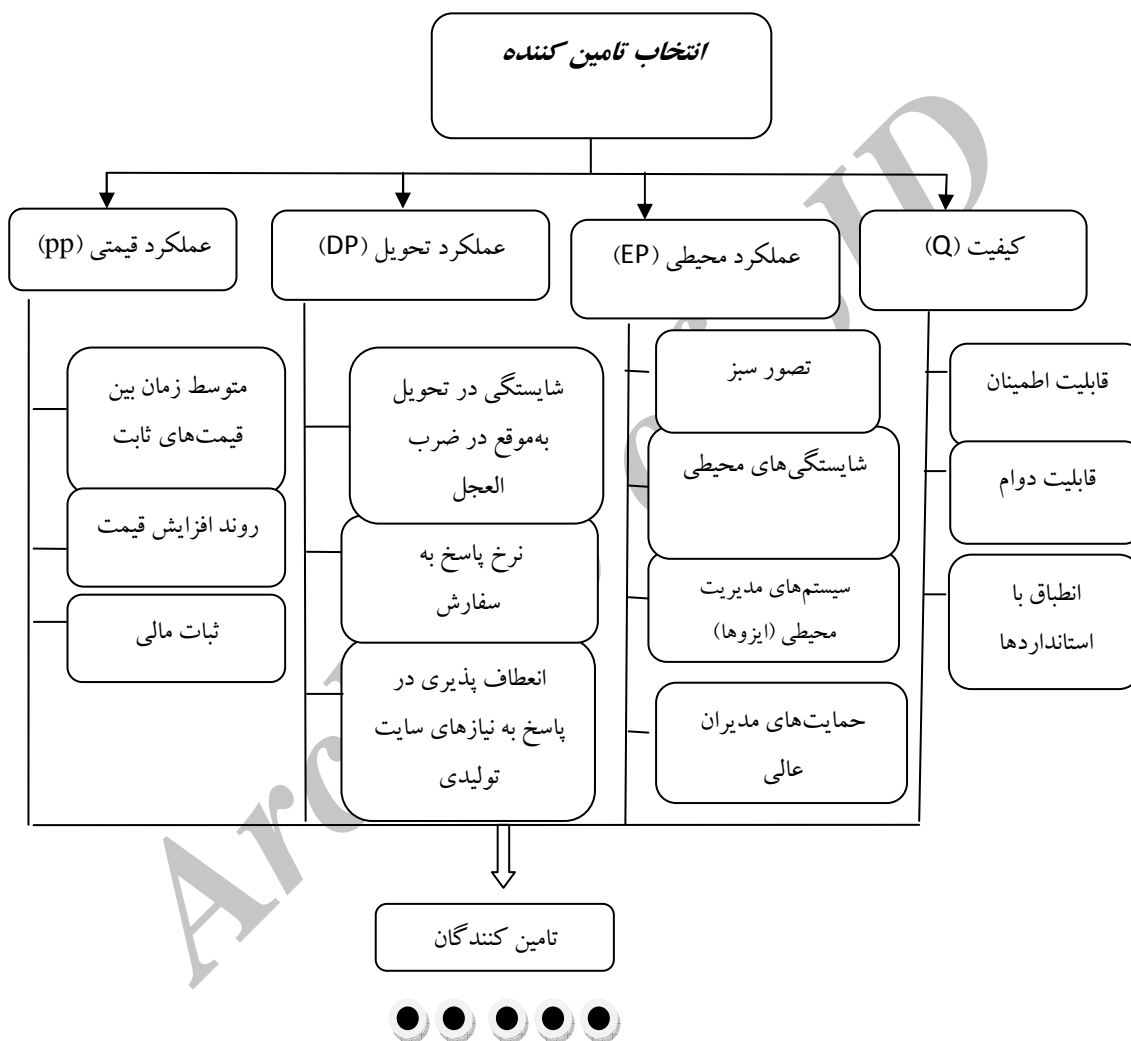 انتخاب تامین کننده
کیفیت (Q)
عملکرد محیطی (EP)
عملکرد تحویل (DP)
عملکرد قیمتی (pp)
قابلیت اطمینان
قابلیت دوام
انطباق با
استانداردها
تصور سبز
شایستگی‌های محیطی
سیستم‌های مدیریت
محیطی (ایزوها)
حمایت‌های مدیران
عالی
شایستگی در تحویل
به‌موقع در ضرب
العجل
نرخ پاسخ به
سفارش
انعطاف پذیری در
پاسخ به نیازهای سایت
تولیدی
متوسط زمان بین
قیمت‌های ثابت
روند افزایش قیمت
ثبات مالی
تامین کنندگان